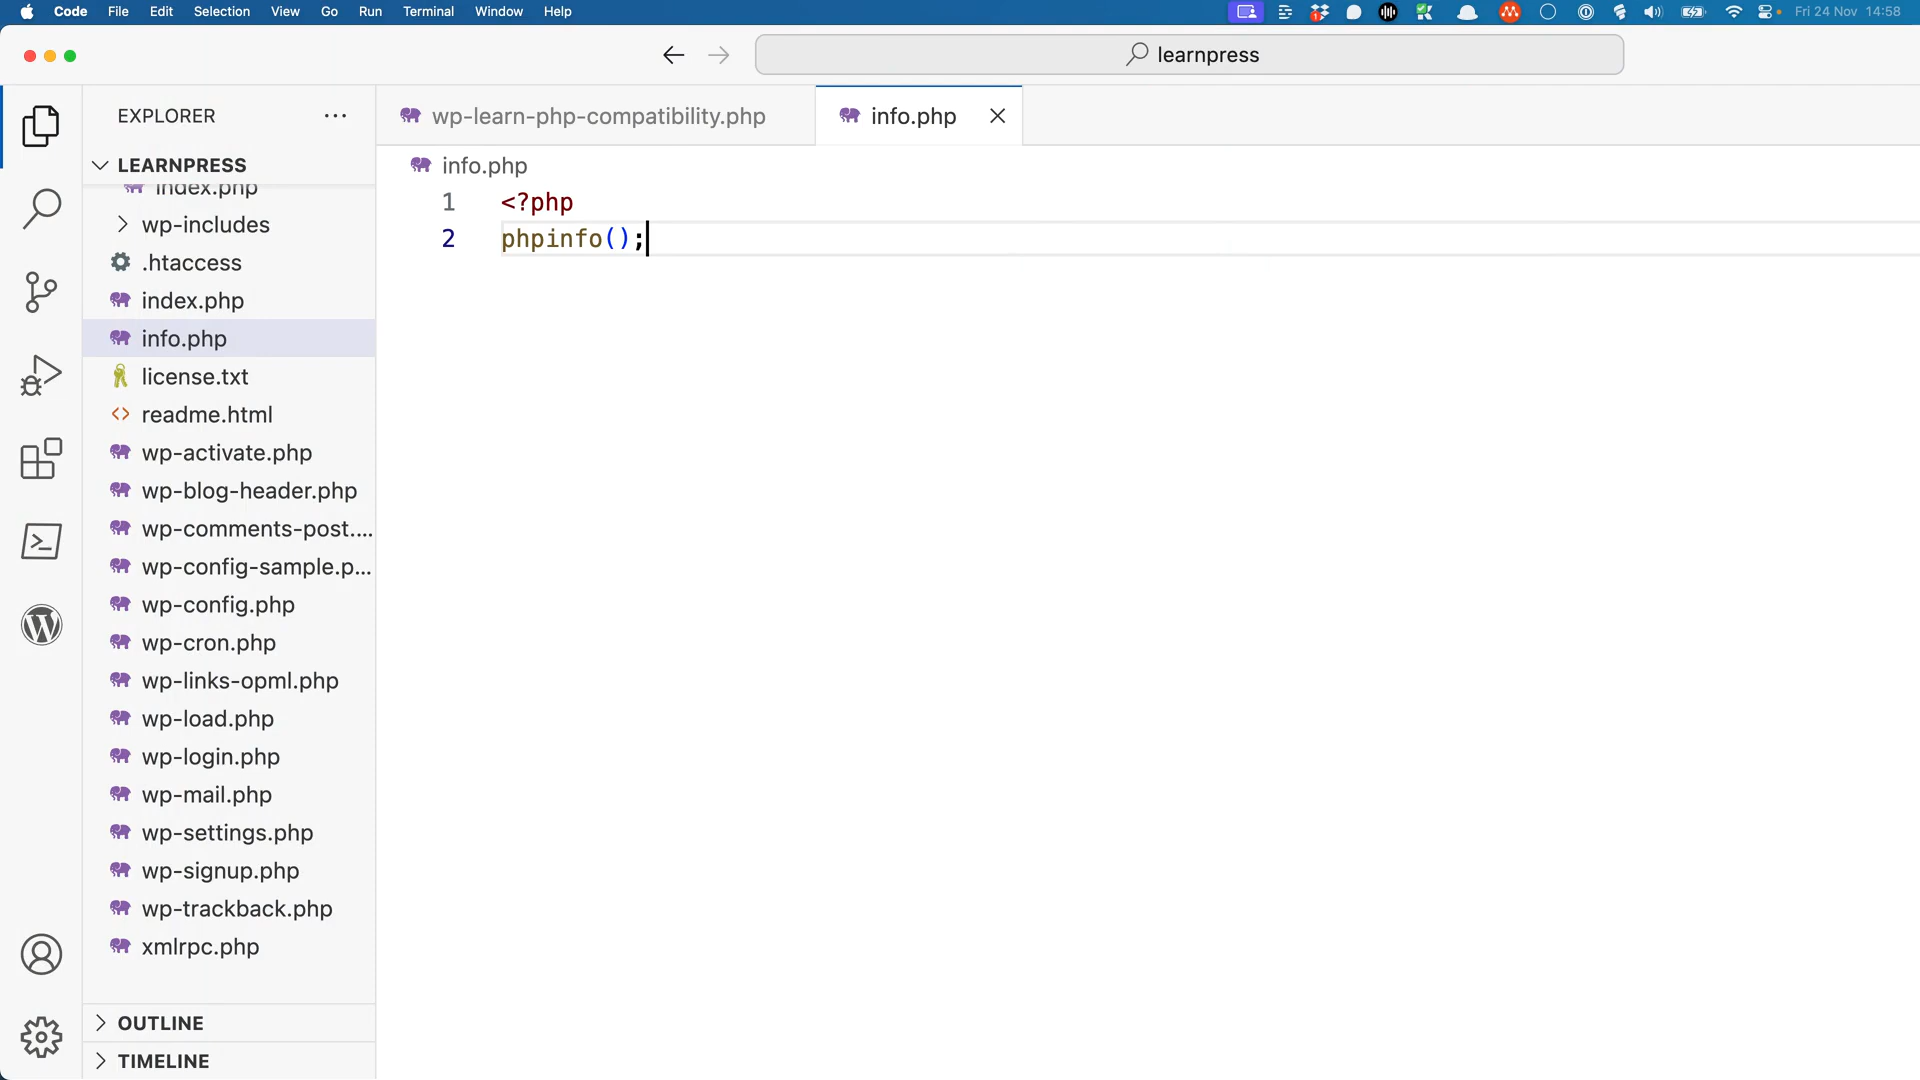 Code File Edit Selection View Go Run Terminal Window Help Fri 24 Nov 14:58
learnpress
EXPLORER
wp-learn-php-compatibility.php
info.php
LEARNPRESS
index.php
wp-includes
.htaccess
index.php
info.php
license.txt
readme.html
wp-activate.php
wp-blog-header.php
wp-comments-post....
wp-config-sample.p...
wp-config.php
wp-cron.php
wp-links-opml.php
wp-load.php
wp-login.php
wp-mail.php
wp-settings.php
wp-signup.php
wp-trackback.php
xmlrpc.php
OUTLINE
TIMELINE
info.php
1 <?php
2 phpinfo();